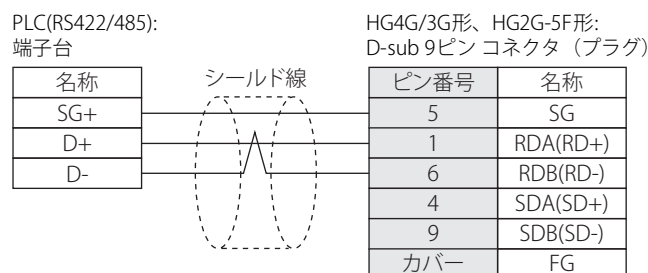 PLC(RS422/485):
端子台
HG4G/3G形、HG2G-5F形:
D-sub 9ピン コネクタ（プラグ）
名称
シールド線
ピン番号 名称
SG+ 5 SG
D+ 1 RDA(RD+)
D- 6 RDB(RD-)
4 SDA(SD+)
9 SDB(SD-)
カバー FG